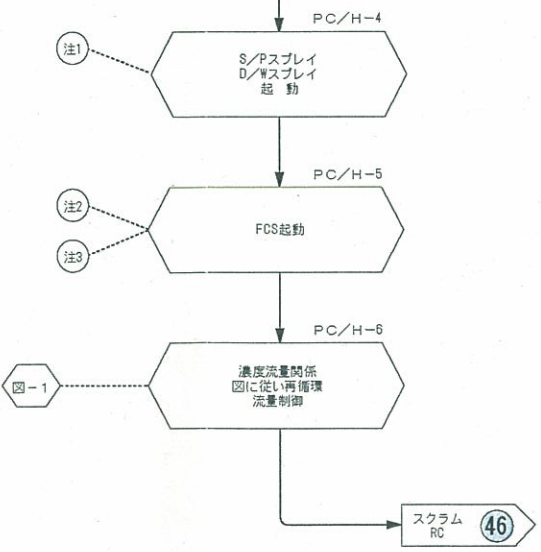 PC/H-4
注1
S/Pスプレイ
D/Wスプレイ
起 動
PC/H-5
注2
注3
FCS起動
PC/H-6
図-1
濃度流量関係
図に従い再循環
流量制御
スクラム
RC
46